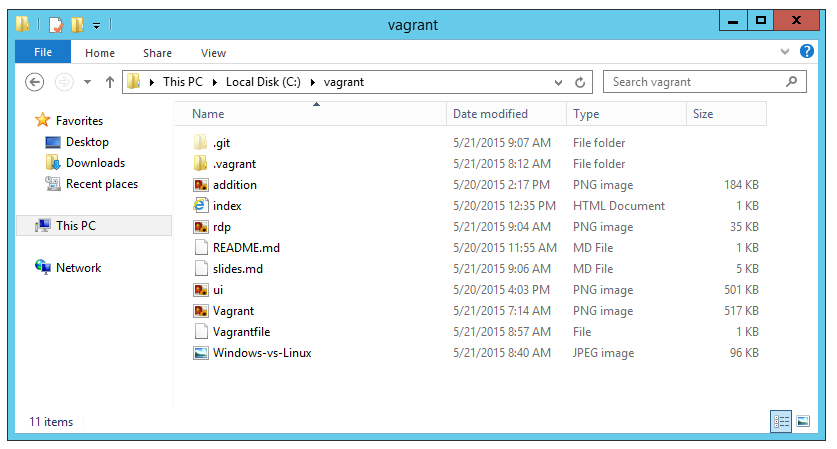 vagrant
File Home Share View
This PC Local Disk (C:) vagrant Search vagrant
Name Date modified Type Size
Favorites
Desktop
Downloads
Recent places
This PC
Network
.git 5/21/2015 9:07 AM File folder
.vagrant 5/21/2015 8:12 AM File folder
addition 5/20/2015 2:17 PM PNG image 184 KB
index 5/20/2015 12:35 PM HTML Document 1 KB
rdp 5/21/2015 9:04 AM PNG image 35 KB
README.md 5/20/2015 11:55 AM MD File 1 KB
slides.md 5/21/2015 9:06 AM MD File 5 KB
ui 5/20/2015 4:03 PM PNG image 501 KB
Vagrant 5/21/2015 7:14 AM PNG image 517 KB
Vagrantfile 5/21/2015 8:57 AM File 1 KB
Windows-vs-Linux 5/21/2015 8:40 AM JPEG image 96 KB
11 items